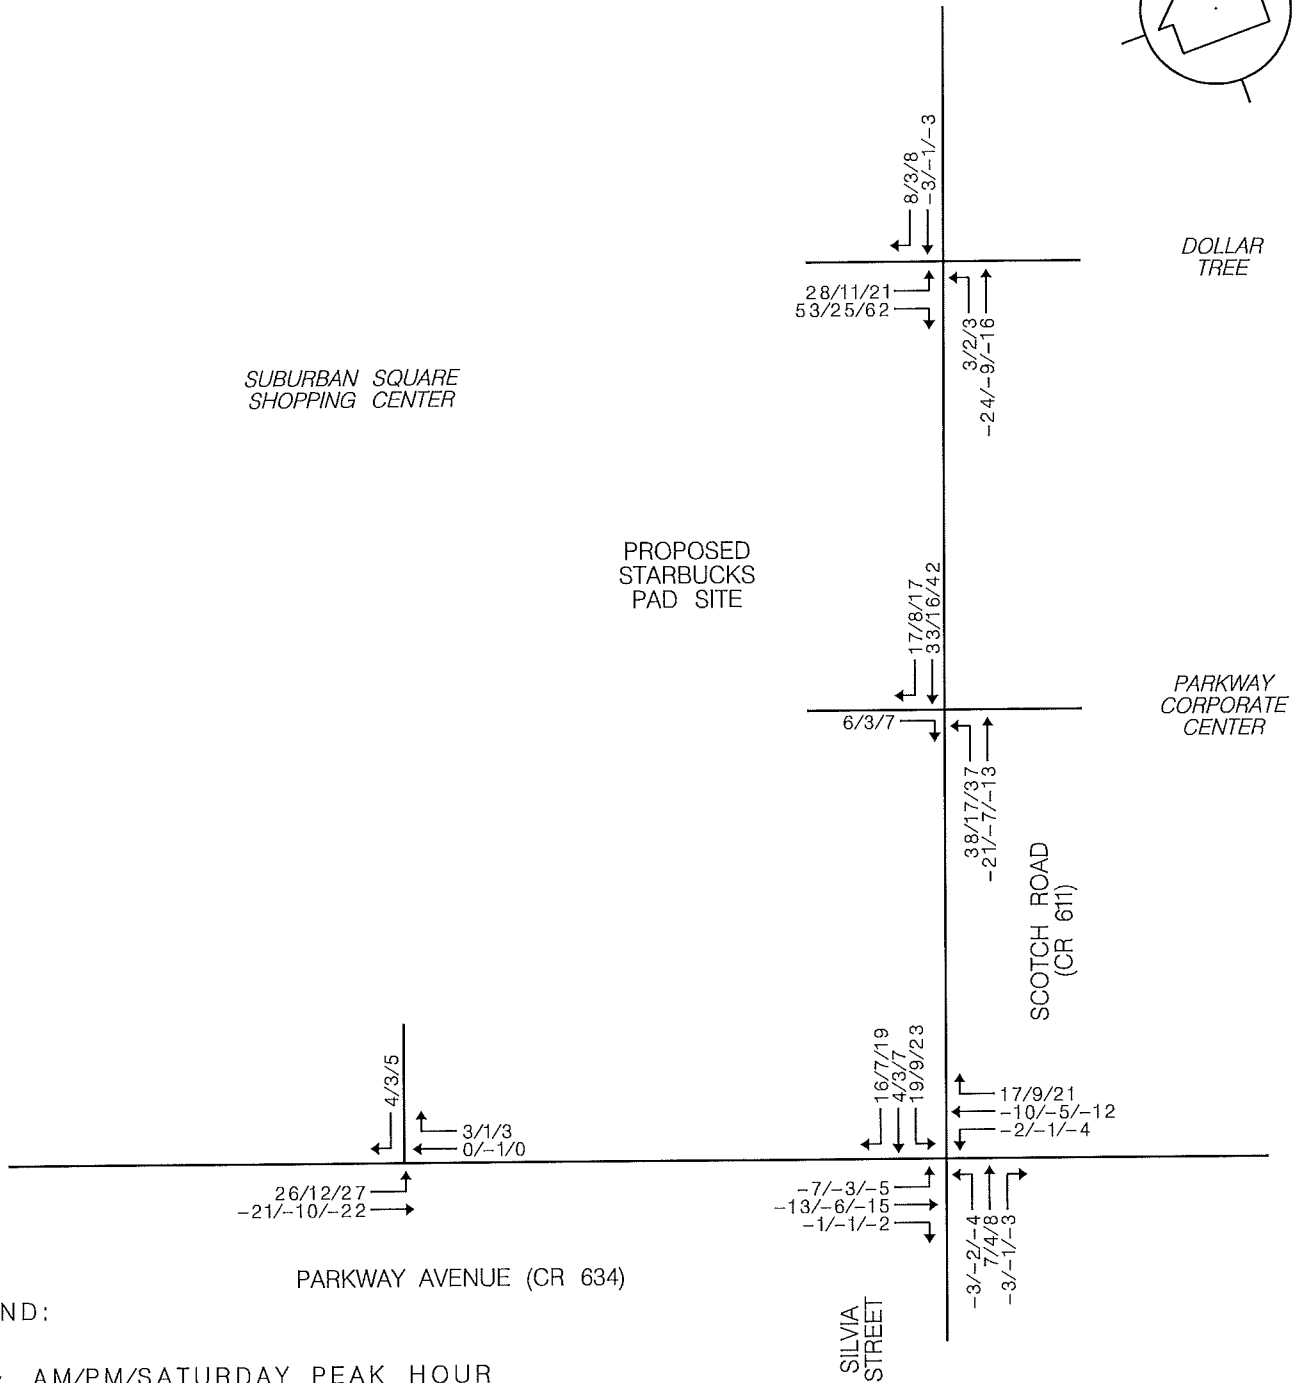 8/3/8
-3/-1/-3
DOLLAR
TREE
28/11/21
53/25/62
3/2/3
-24/-9/-16
SUBURBAN SQUARE
SHOPPING CENTER
PROPOSED
STARBUCKS
PAD SITE
17/8/17
33/16/42
PARKWAY
CORPORATE
CENTER
6/3/7
38/17/37
-21/-7/-13
SCOTCH ROAD
(CR 611)
4/3/5
3/1/3
0/-1/0
26/12/27
-21/-10/-22
16/7/19
4/3/7
19/9/23
17/9/21
-10/-5/-12
-2/-1/-4
-7/-3/-5
-13/-6/-15
-1/-1/-2
-3/-2/-4
7/4/8
-3/-1/-3
PARKWAY AVENUE (CR 634)
SILVIA
STREET
ND:
AM/PM/SATURDAY PEAK HOUR